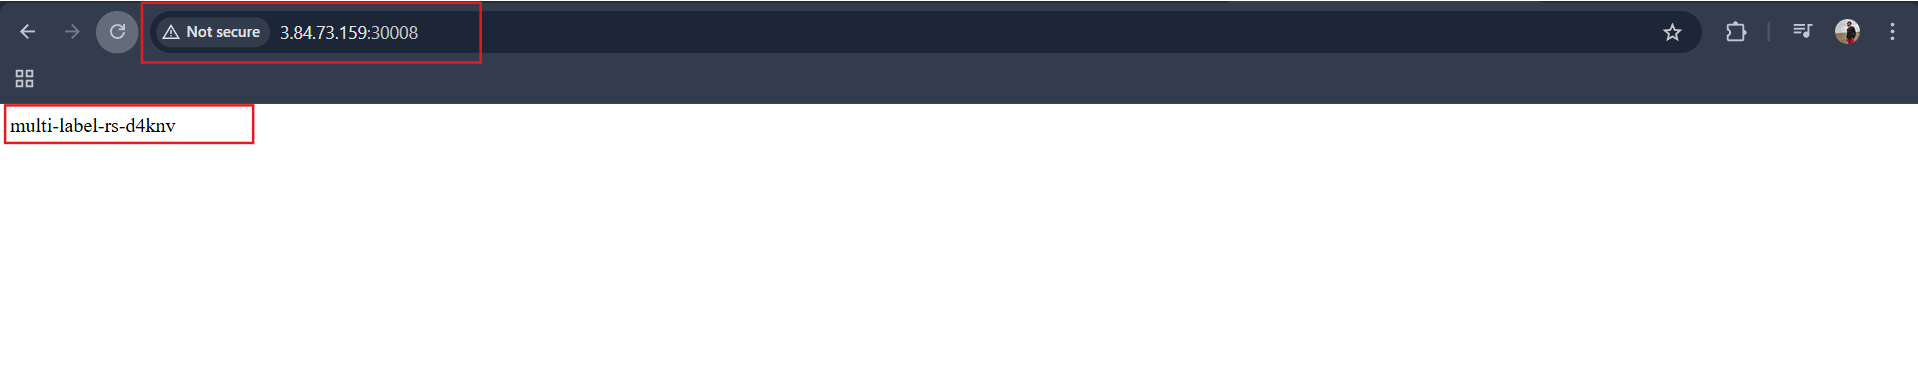 Not secure 3.84.73.159:30008
multi-label-rs-d4knv